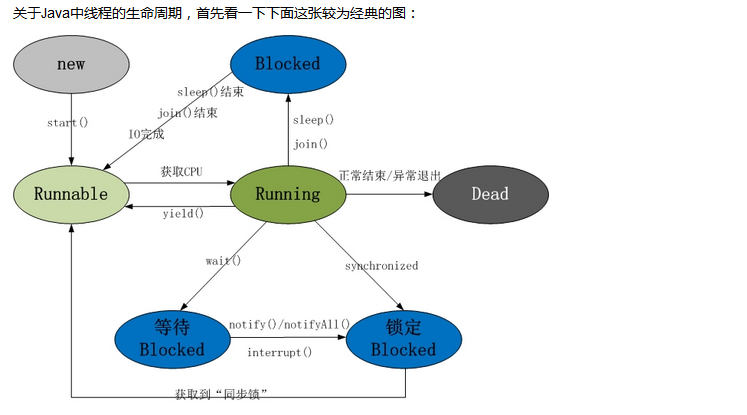 关于Java中线程的生命周期，首先看一下下面这张较为经典的图：
new
Blocked
sleep()结束
join()结束
IO完成
start()
sleep()
join()
获取CPU
正常结束/异常退出
Runnable
Running
Dead
yield()
wait()
synchronized
等待
Blocked
notify()/notifyAll()
interrupt()
锁定
Blocked
获取到“同步锁”